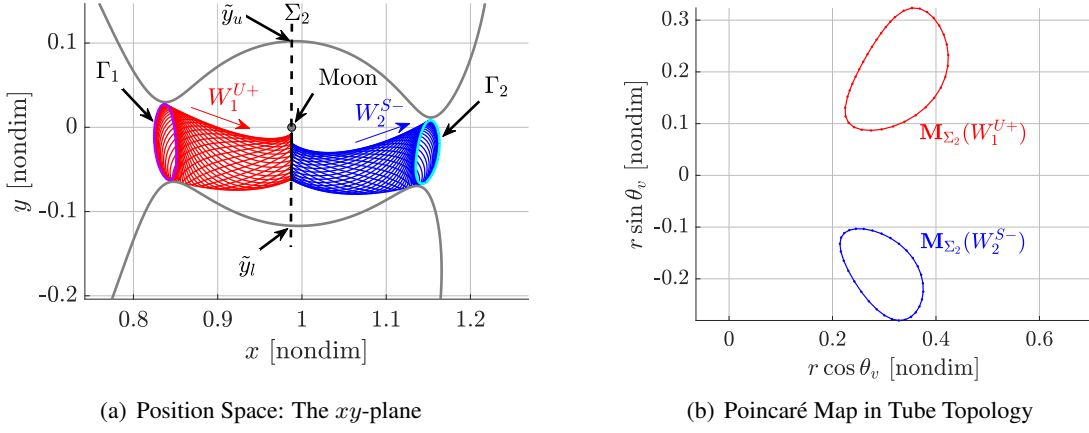 ỹ_u Σ_2
0.1
Γ_1
Moon
Γ_2
W_1^{U+}
W_2^{S-}
0
y [nondim]
-0.1
ỹ_l
-0.2
0.8 0.9 1 1.1 1.2
x [nondim]
(a) Position Space: The xy-plane
0.3
0.2
0.1
M_{Σ_2}(W_1^{U+})
r sin θ_v [nondim]
0
-0.1
M_{Σ_2}(W_2^{S-})
-0.2
0 0.2 0.4 0.6
r cos θ_v [nondim]
(b) Poincaré Map in Tube Topology